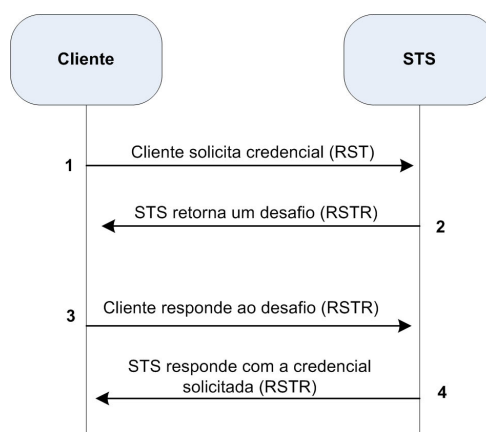 Cliente
STS
Cliente solicita credencial (RST)
1
STS retorna um desafio (RSTR)
2
Cliente responde ao desafio (RSTR)
3
STS responde com a credencial
solicitada (RSTR)
4